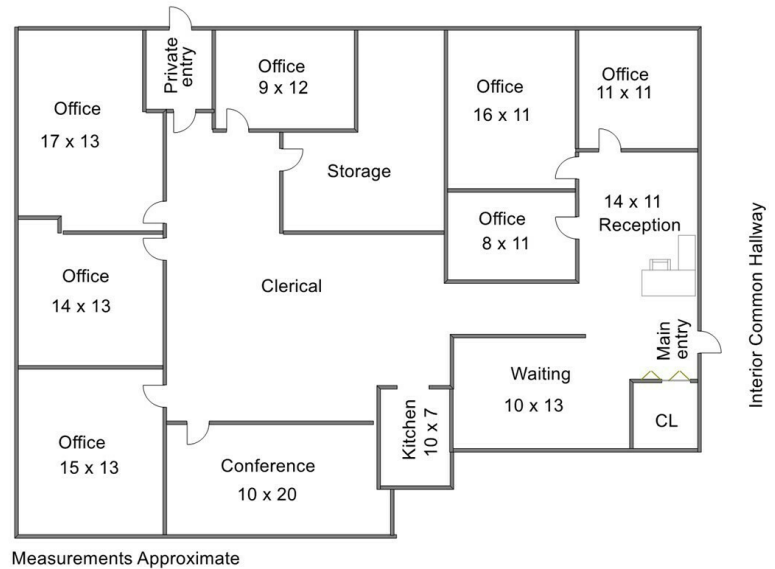 Private
entry
Office
9 x 12
Office
17 x 13
Office
16 x 11
Office
11 x 11
Storage
14 x 11
Reception
Office
8 x 11
Interior Common Hallway
Office
14 x 13
Clerical
Main
entry
Waiting
10 x 13
CL
Kitchen
10 x 7
Office
15 x 13
Conference
10 x 20
Measurements Approximate